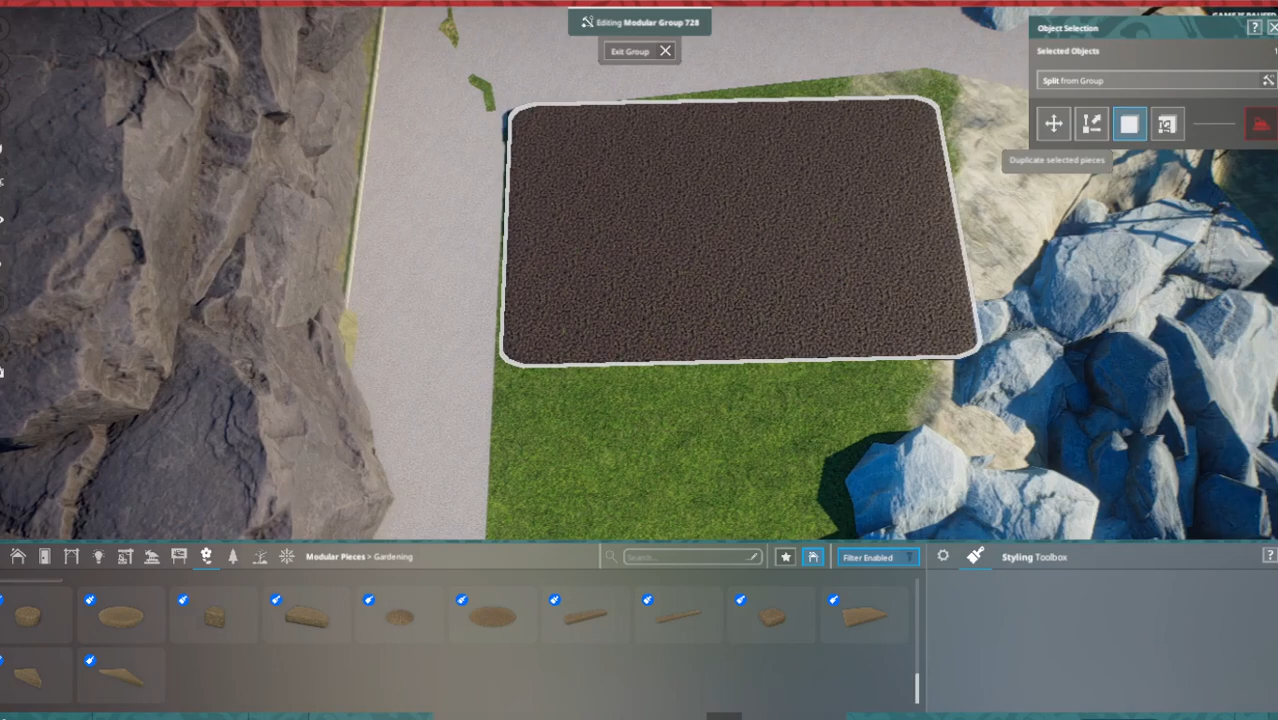 Editing Modular Group 728
Exit Group
Object Selection
?
Selected Objects
1
Split from Group
Duplicate selected pieces
Modular Pieces > Gardening
Search...
Filter Enabled
Styling Toolbox
?